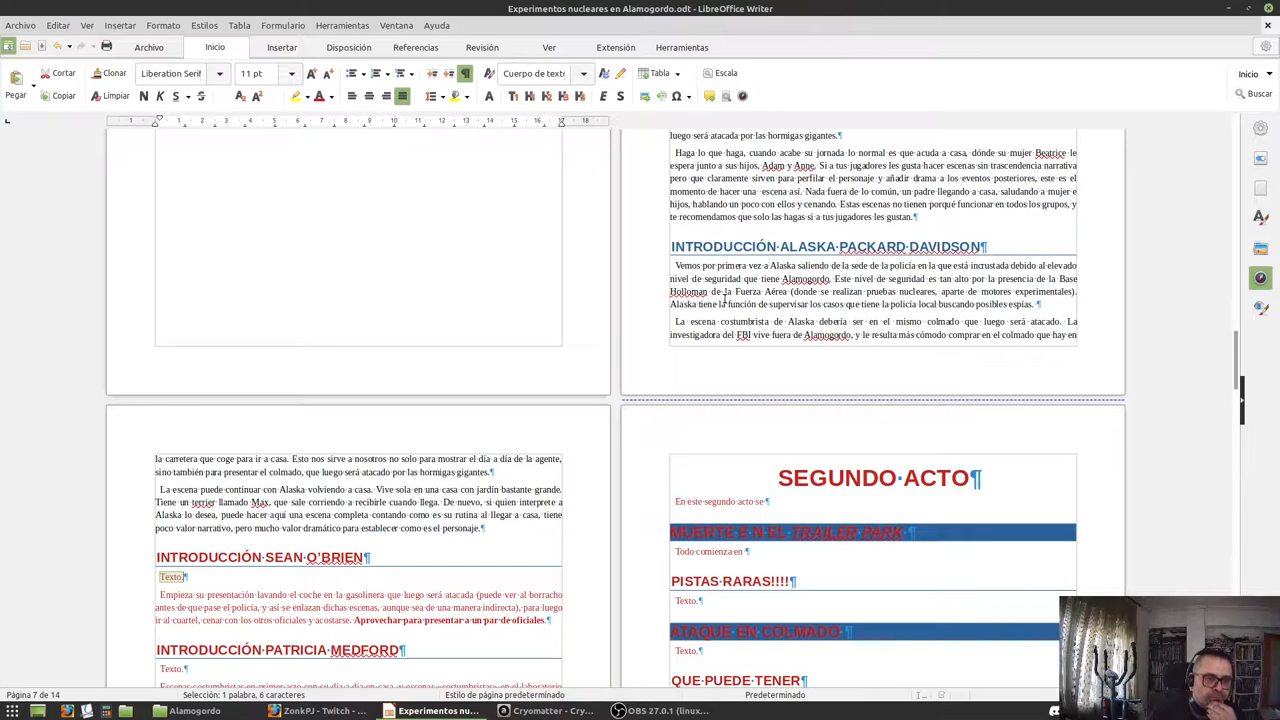 Experimentos nucleares en Alamogordo.odt - LibreOffice Writer
Archivo Editar Ver Insertar Formato Estilos Tabla Formulario Herramientas Ventana Ayuda
Archivo Inicio Insertar Disposición Referencias Revisión Ver Extensión Herramientas
Pegar Cortar Copiar Clonar Limpiar
Liberation Serif 11 pt
Cuerpo de texto
Tabla Escala
Inicio
Buscar
luego será atacada por las hormigas gigantes.¶
Haga lo que haga, cuando acabe su jornada lo normal es que acuda a casa, dónde su mujer Beatrice le
espera junto a sus hijos, Adam y Anne. Si a tus jugadores les gusta hacer escenas sin trascendencia narrativa
pero que claramente sirven para perfilar el personaje y añadir drama a los eventos posteriores, este es el
momento de hacer una escena así. Nada fuera de lo común, un padre llegando a casa, saludando a mujer e
hijos, hablando un poco con ellos y cenando. Estas escenas no tienen porqué funcionar en todos los grupos, y
te recomendamos que solo las hagas si a tus jugadores les gustan.¶
INTRODUCCIÓN·ALASKA·PACKARD·DAVIDSON¶
Vemos por primera vez a Alaska saliendo de la sede de la policía en la que está incrustada debido al elevado
nivel de seguridad que tiene Alamogordo. Este nivel de seguridad es tan alto por la presencia de la Base
Holloman de la Fuerza Aérea (donde se realizan pruebas nucleares, aparte de motores experimentales).
Alaska tiene la función de supervisar los casos que tiene la policía local buscando posibles espías. ¶
La escena costumbrista de Alaska debería ser en el mismo colmado que luego será atacado. La
investigadora del FBI vive fuera de Alamogordo, y le resulta más cómodo comprar en el colmado que hay en
la carretera que coge para ir a casa. Esto nos sirve a nosotros no solo para mostrar el día a día de la agente,
sino también para presentar el colmado, que luego será atacado por las hormigas gigantes.¶
La escena puede continuar con Alaska volviendo a casa. Vive sola en una casa con jardín bastante grande.
Tiene un terrier llamado Max, que sale corriendo a recibirle cuando llega. De nuevo, si quien interprete a
Alaska lo desea, puede hacer aquí una escena completa contando como es su rutina al llegar a casa, tiene
poco valor narrativo, pero mucho valor dramático para establecer como es el personaje.¶
INTRODUCCIÓN·SEAN·O'BRIEN¶
Texto.¶
Empieza su presentación lavando el coche en la gasolinera que luego será atacada (puede ver al borracho
antes de que pase el policía, y así se enlazan dichas escenas, aunque sea de una manera indirecta), para luego
ir al cuartel, cenar con los otros oficiales y acostarse. Aprovechar para presentar a un par de oficiales.¶
INTRODUCCIÓN·PATRICIA·MEDFORD¶
Texto.¶
SEGUNDO·ACTO¶
En este segundo acto se¶
MUERTE E N EL TRAILER PARK ¶
Todo comienza en ¶
PISTAS RARAS!!!!¶
Texto.¶
ATAQUE EN COLMADO ¶
Texto.¶
QUE PUEDE TENER
Página 7 de 14 Selección: 1 palabra, 6 caracteres Estilo de página predeterminado Predeterminado
Alamogordo ZonkPJ - Twitch - ... Experimentos nu... Cryomatter - Cry... OBS 27.0.1 (linux...